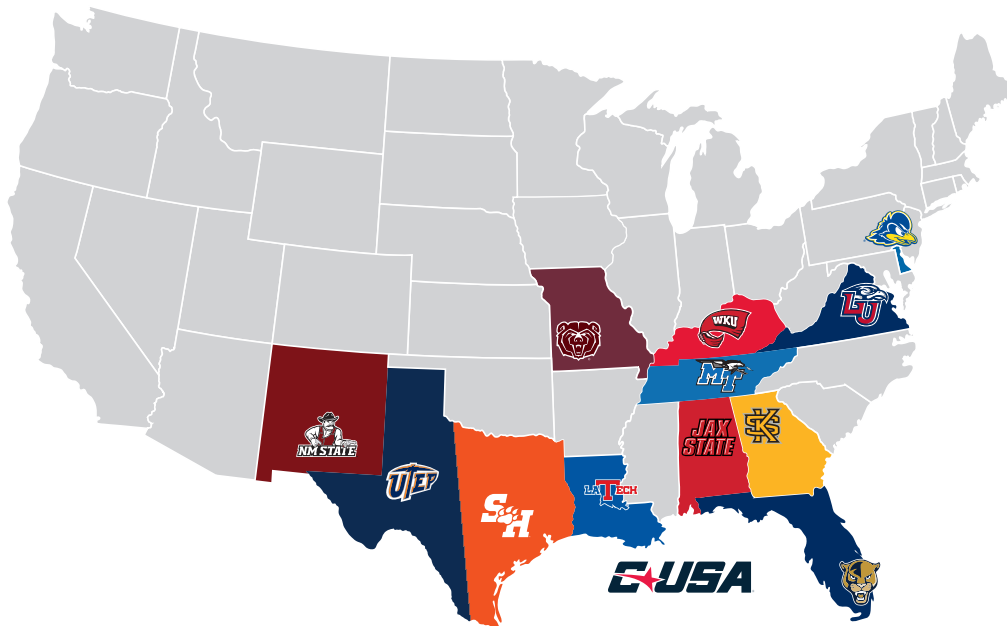 LU
WKU
MT
JAX
STATE
KS
NM STATE
UTEP
SH
LA TECH
C USA